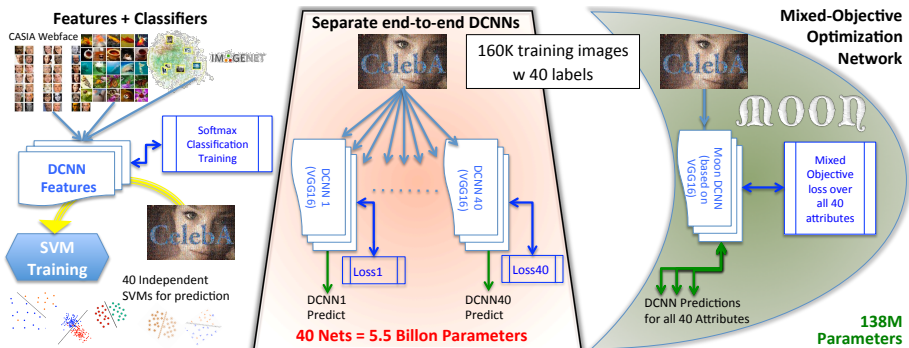 Features + Classifiers
CASIA Webface
IMAGENET
DCNN
Features
Softmax
Classification
Training
CelebA
SVM
Training
40 Independent
SVMs for prediction
Separate end-to-end DCNNs
CelebA
160K training images
w 40 labels
DCNN 1
(VGG16)
DCNN 40
(VGG16)
Loss1
Loss40
DCNN1
Predict
DCNN40
Predict
40 Nets = 5.5 Billon Parameters
Mixed-Objective
Optimization
Network
CelebA
MOON
Moon DCNN
(based on
VGG16)
Mixed
Objective
loss over
all 40
attributes
DCNN Predictions
for all 40 Attributes
138M
Parameters